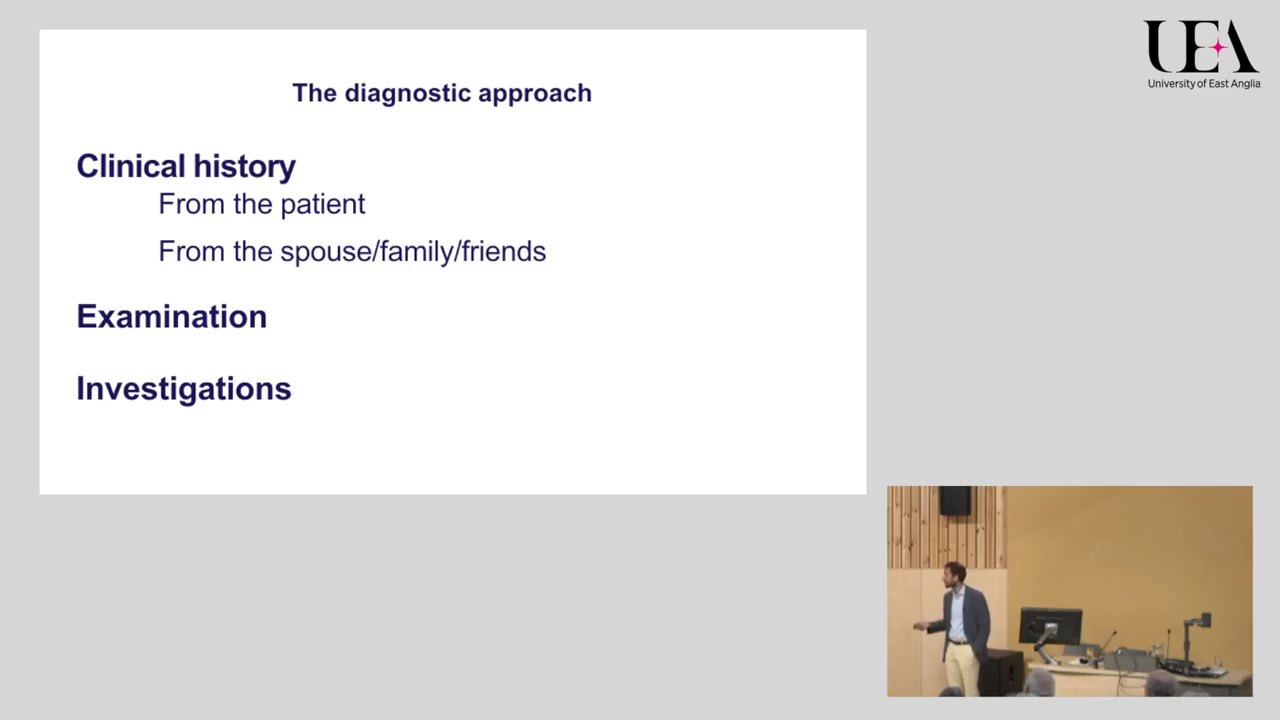 The diagnostic approach
Clinical history
From the patient
From the spouse/family/friends
Examination
Investigations
UEA
University of East Anglia